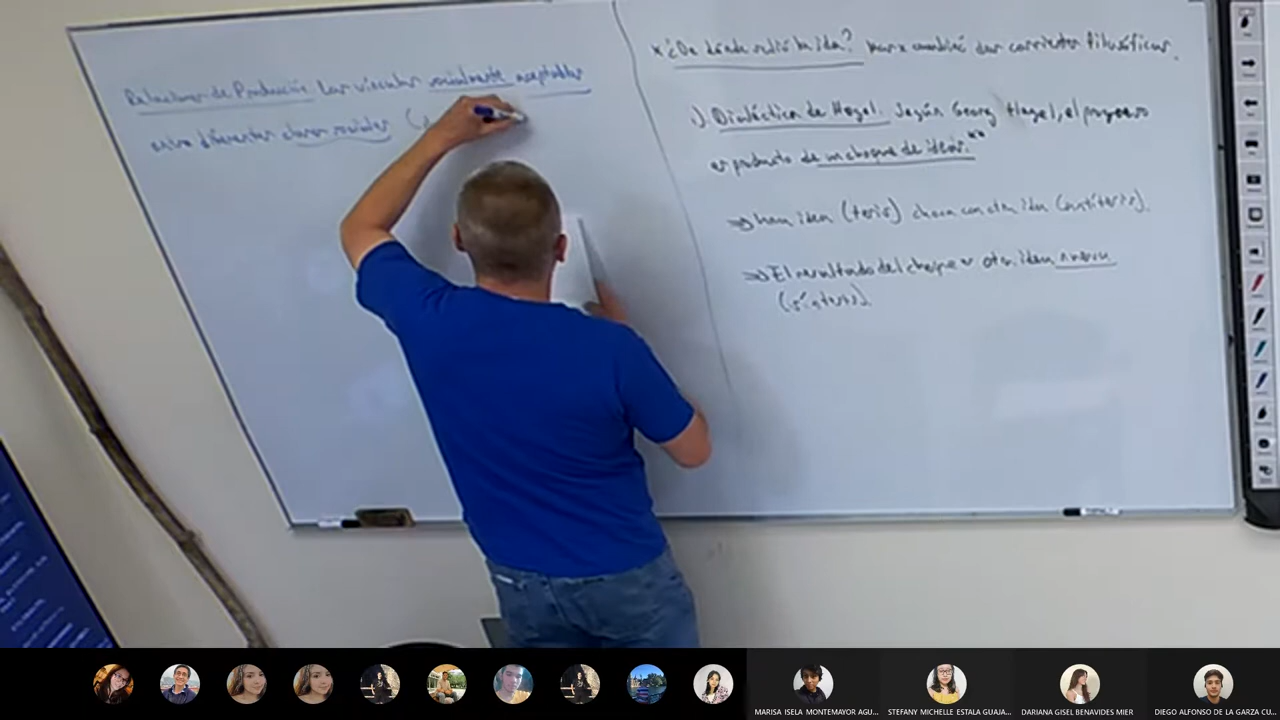 Relaciones de Producción: Los vínculos socialmente aceptables
entre diferentes clases sociales (
* ¿De dónde salió la idea? Marx combinó dos corrientes filosóficas.
1). Dialéctica de Hegel. Según Georg Hegel, el progreso
es producto de un choque de ideas.**
⇒ Una idea (tesis) choca con otra idea (antítesis).
⇒ El resultado del choque es otra idea nueva
(síntesis).
MARISA ISELA MONTEMAYOR AGU...
STEFANY MICHELLE ESTALA GUAJA...
DARIANA GISEL BENAVIDES MIER
DIEGO ALFONSO DE LA GARZA CU...